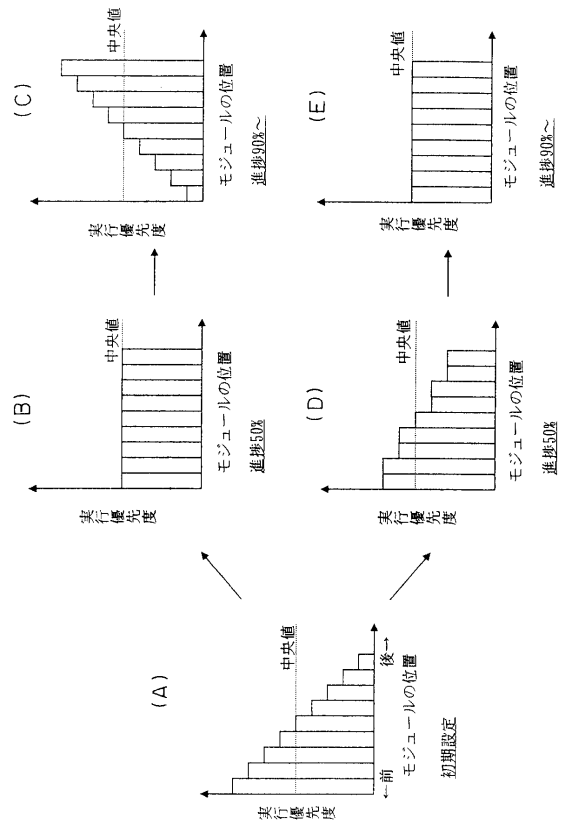 (A)
実行優先度
中央値
←前
後→
モジュールの位置
初期設定
(B)
実行優先度
中央値
モジュールの位置
進捗50%
(C)
実行優先度
中央値
モジュールの位置
進捗90%～
(D)
実行優先度
中央値
モジュールの位置
進捗50%
(E)
実行優先度
中央値
モジュールの位置
進捗90%～